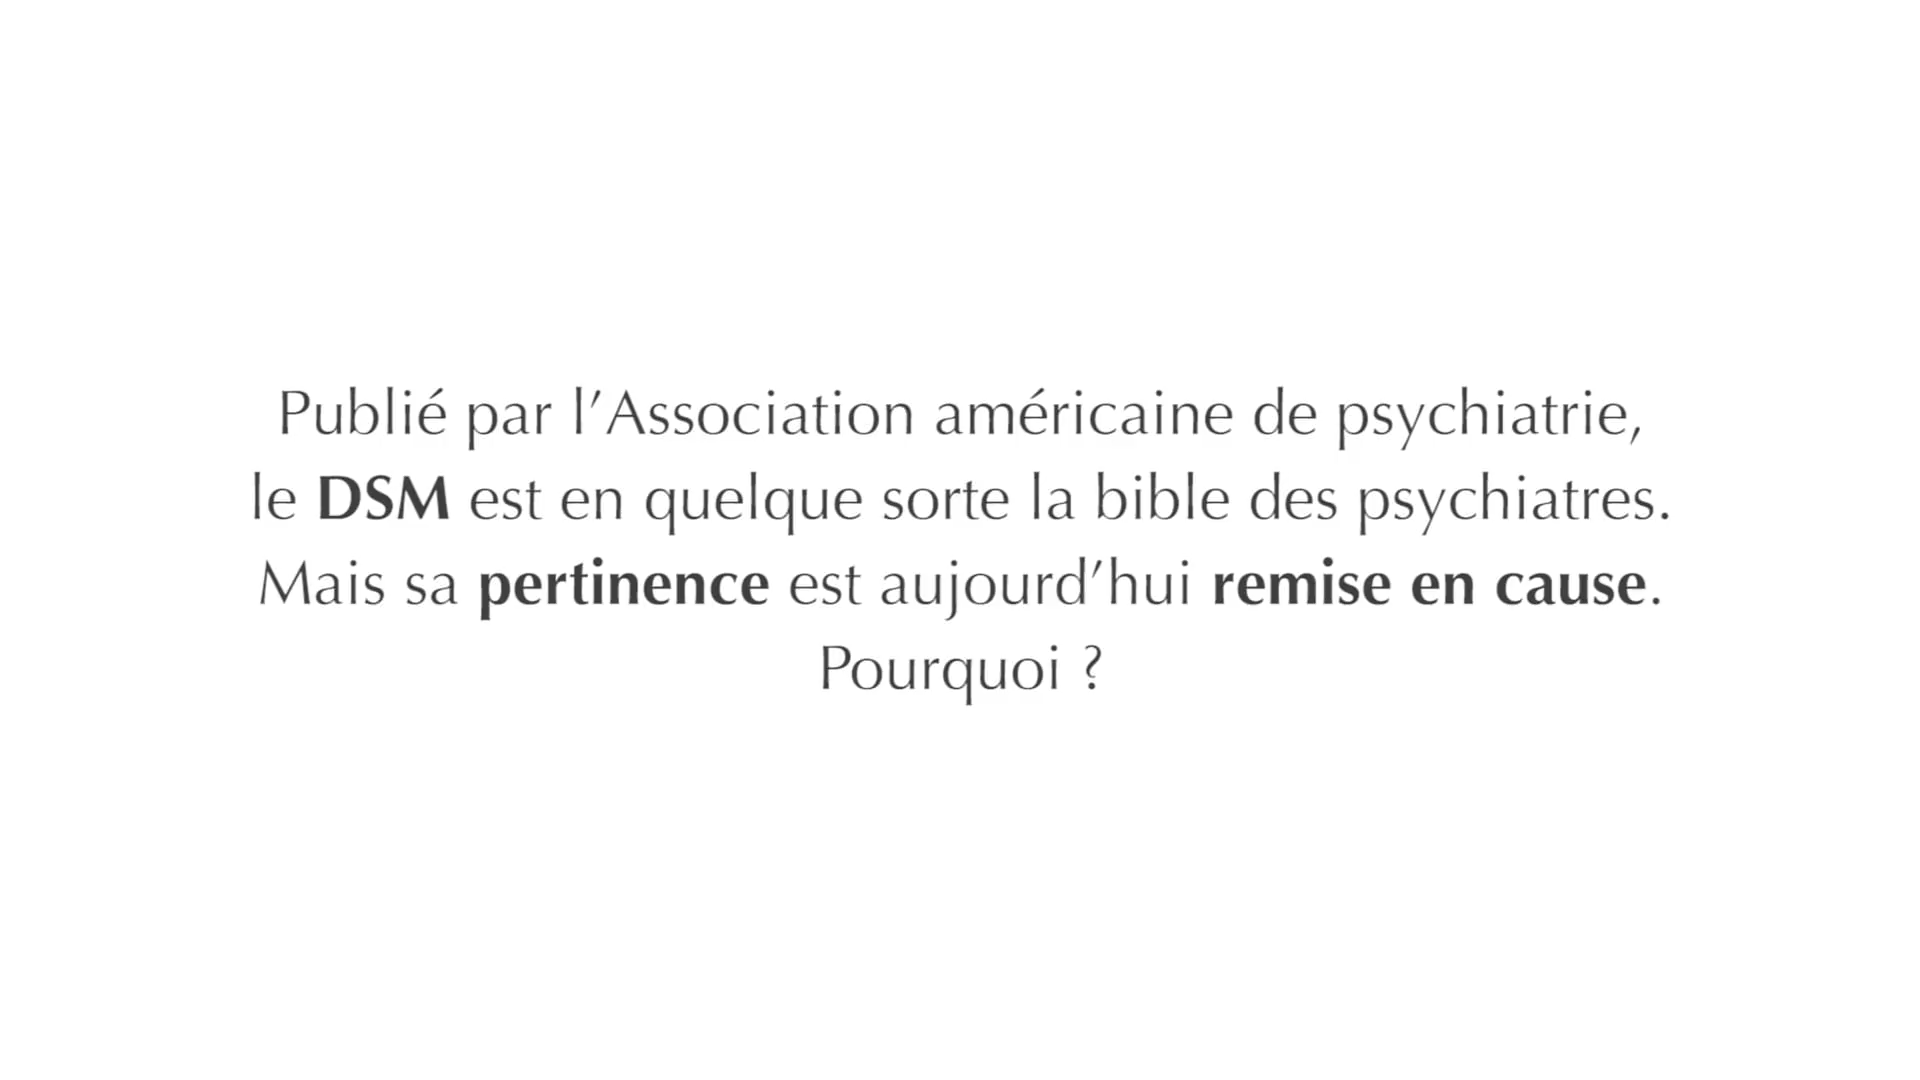 Publié par l'Association américaine de psychiatrie,
le DSM est en quelque sorte la bible des psychiatres.
Mais sa pertinence est aujourd'hui remise en cause.
Pourquoi ?